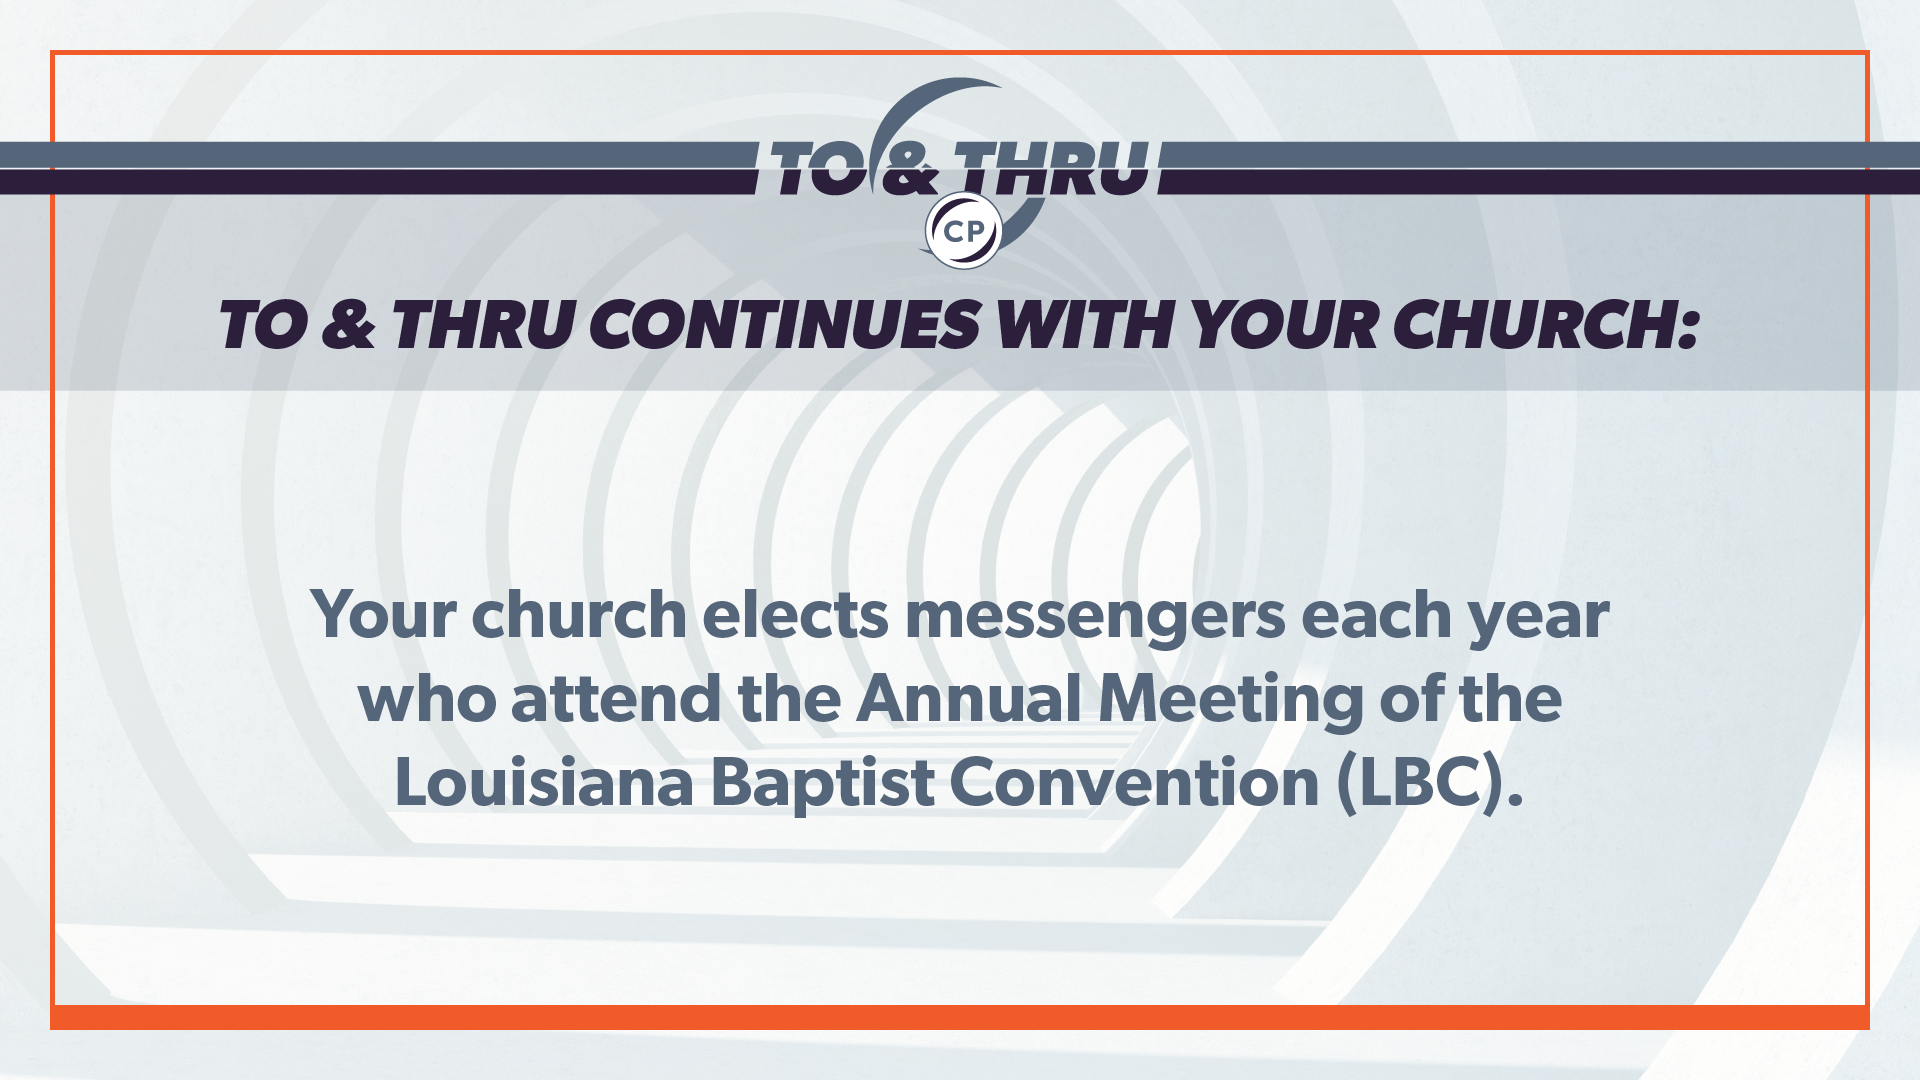 TO & THRU
CP
TO & THRU CONTINUES WITH YOUR CHURCH:
Your church elects messengers each year
who attend the Annual Meeting of the
Louisiana Baptist Convention (LBC).